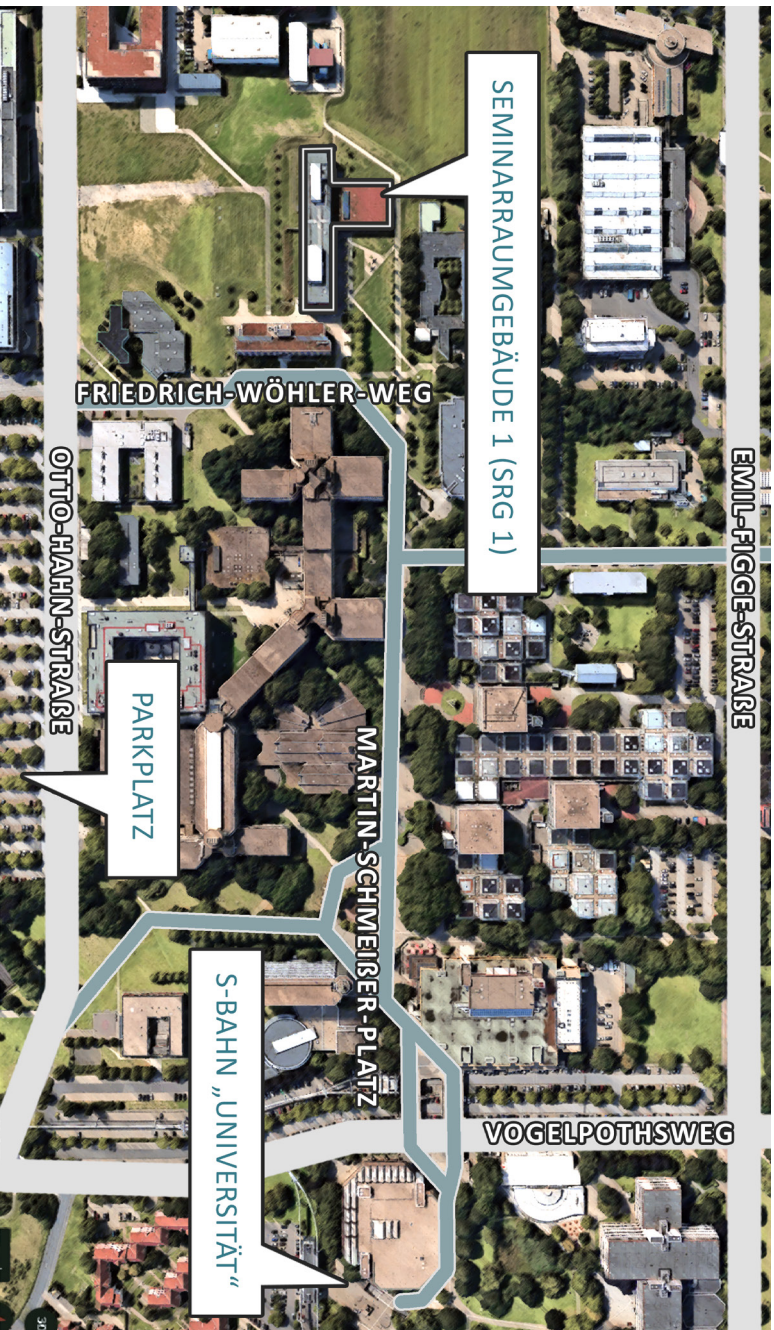 SEMINARRAUMGEBÄUDE 1 (SRG 1)
FRIEDRICH-WÖHLER-WEG
OTTO-HAHN-STRAßE
EMIL-FIGGE-STRAßE
PARKPLATZ
MARTIN-SCHMEIßER-PLATZ
S-BAHN „UNIVERSITÄT“
VOGELPOTHSWEG